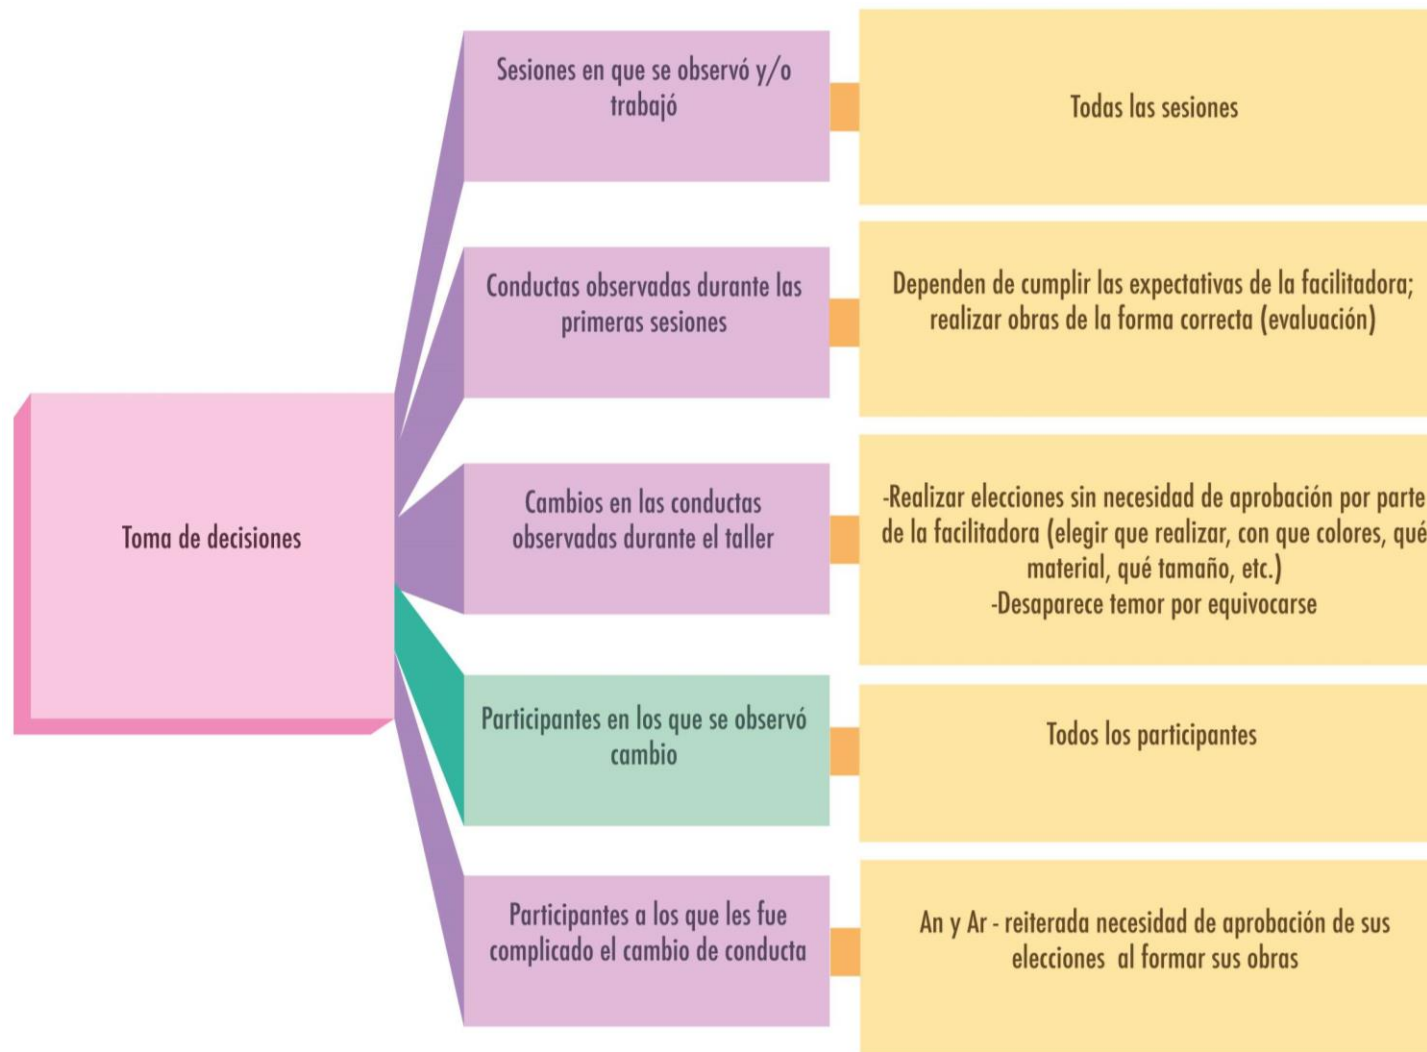 Sesiones en que se observó y/o
trabajó
Todas las sesiones
Conductas observadas durante las
primeras sesiones
Dependen de cumplir las expectativas de la facilitadora;
realizar obras de la forma correcta (evaluación)
Toma de decisiones
Cambios en las conductas
observadas durante el taller
-Realizar elecciones sin necesidad de aprobación por parte
de la facilitadora (elegir que realizar, con que colores, qué
material, qué tamaño, etc.)
-Desaparece temor por equivocarse
Participantes en los que se observó
cambio
Todos los participantes
Participantes a los que les fue
complicado el cambio de conducta
An y Ar - reiterada necesidad de aprobación de sus
elecciones al formar sus obras